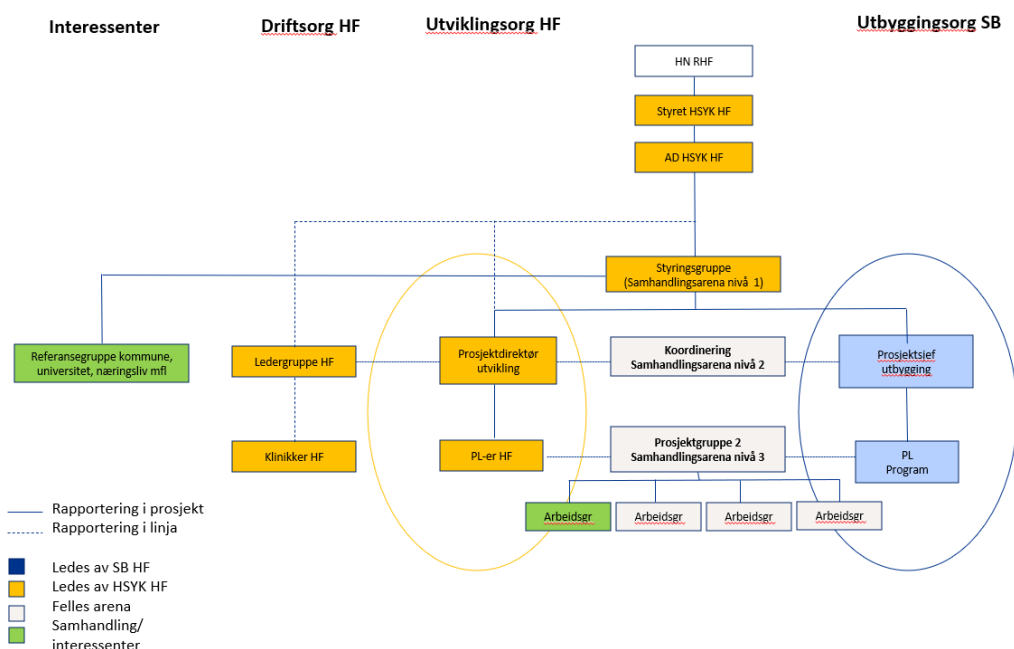 Interessenter
Driftsorg HF
Utviklingsorg HF
Utbyggingsorg SB
HN RHF
Styret HSYK HF
AD HSYK HF
Styringsgruppe
(Samhandlingsarena nivå 1)
Referansegruppe kommune,
universitet, næringsliv mfl
Ledergruppe HF
Prosjektdirektør
utvikling
Koordinering
Samhandlingsarena nivå 2
Prosjektsjef
utbygging
Klinikker HF
PL-er HF
Prosjektgruppe 2
Samhandlingsarena nivå 3
PL
Program
Arbeidsgr
Arbeidsgr
Arbeidsgr
Arbeidsgr
Rapportering i prosjekt
Rapportering i linja
Ledes av SB HF
Ledes av HSYK HF
Felles arena
Samhandling/
interessenter